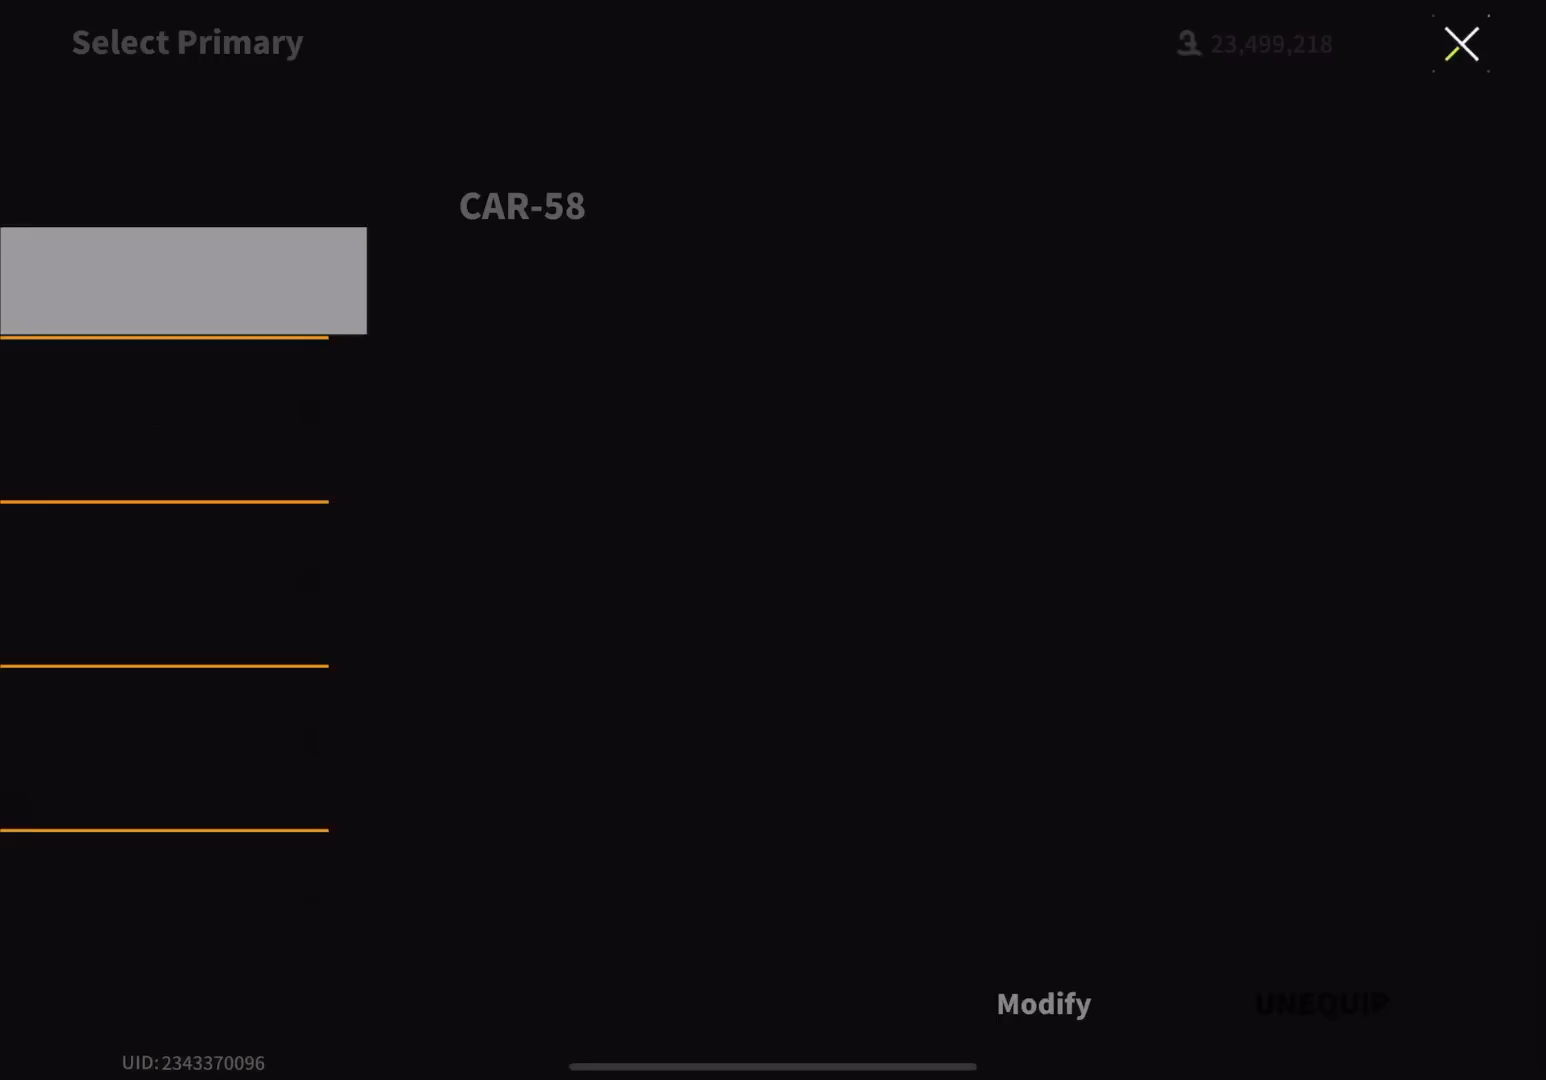 Select Primary
23,499,218
CAR-58
Modify
UNEQUIP
UID:2343370096